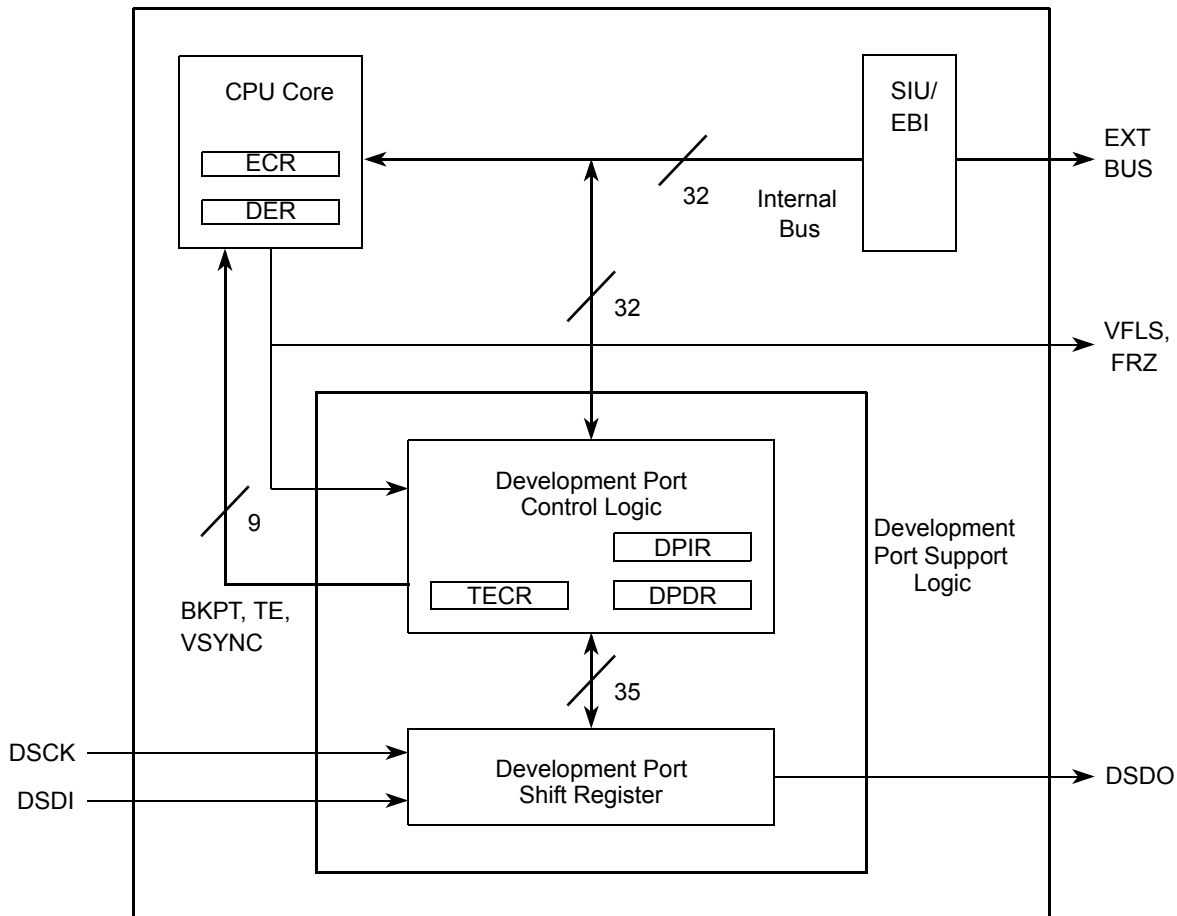 CPU Core
ECR
DER
SIU/
EBI
EXT
BUS
32
Internal
Bus
32
VFLS,
FRZ
Development Port
Control Logic
DPIR
TECR
DPDR
9
BKPT, TE,
VSYNC
Development
Port Support
Logic
35
DSCK
DSDI
Development Port
Shift Register
DSDO